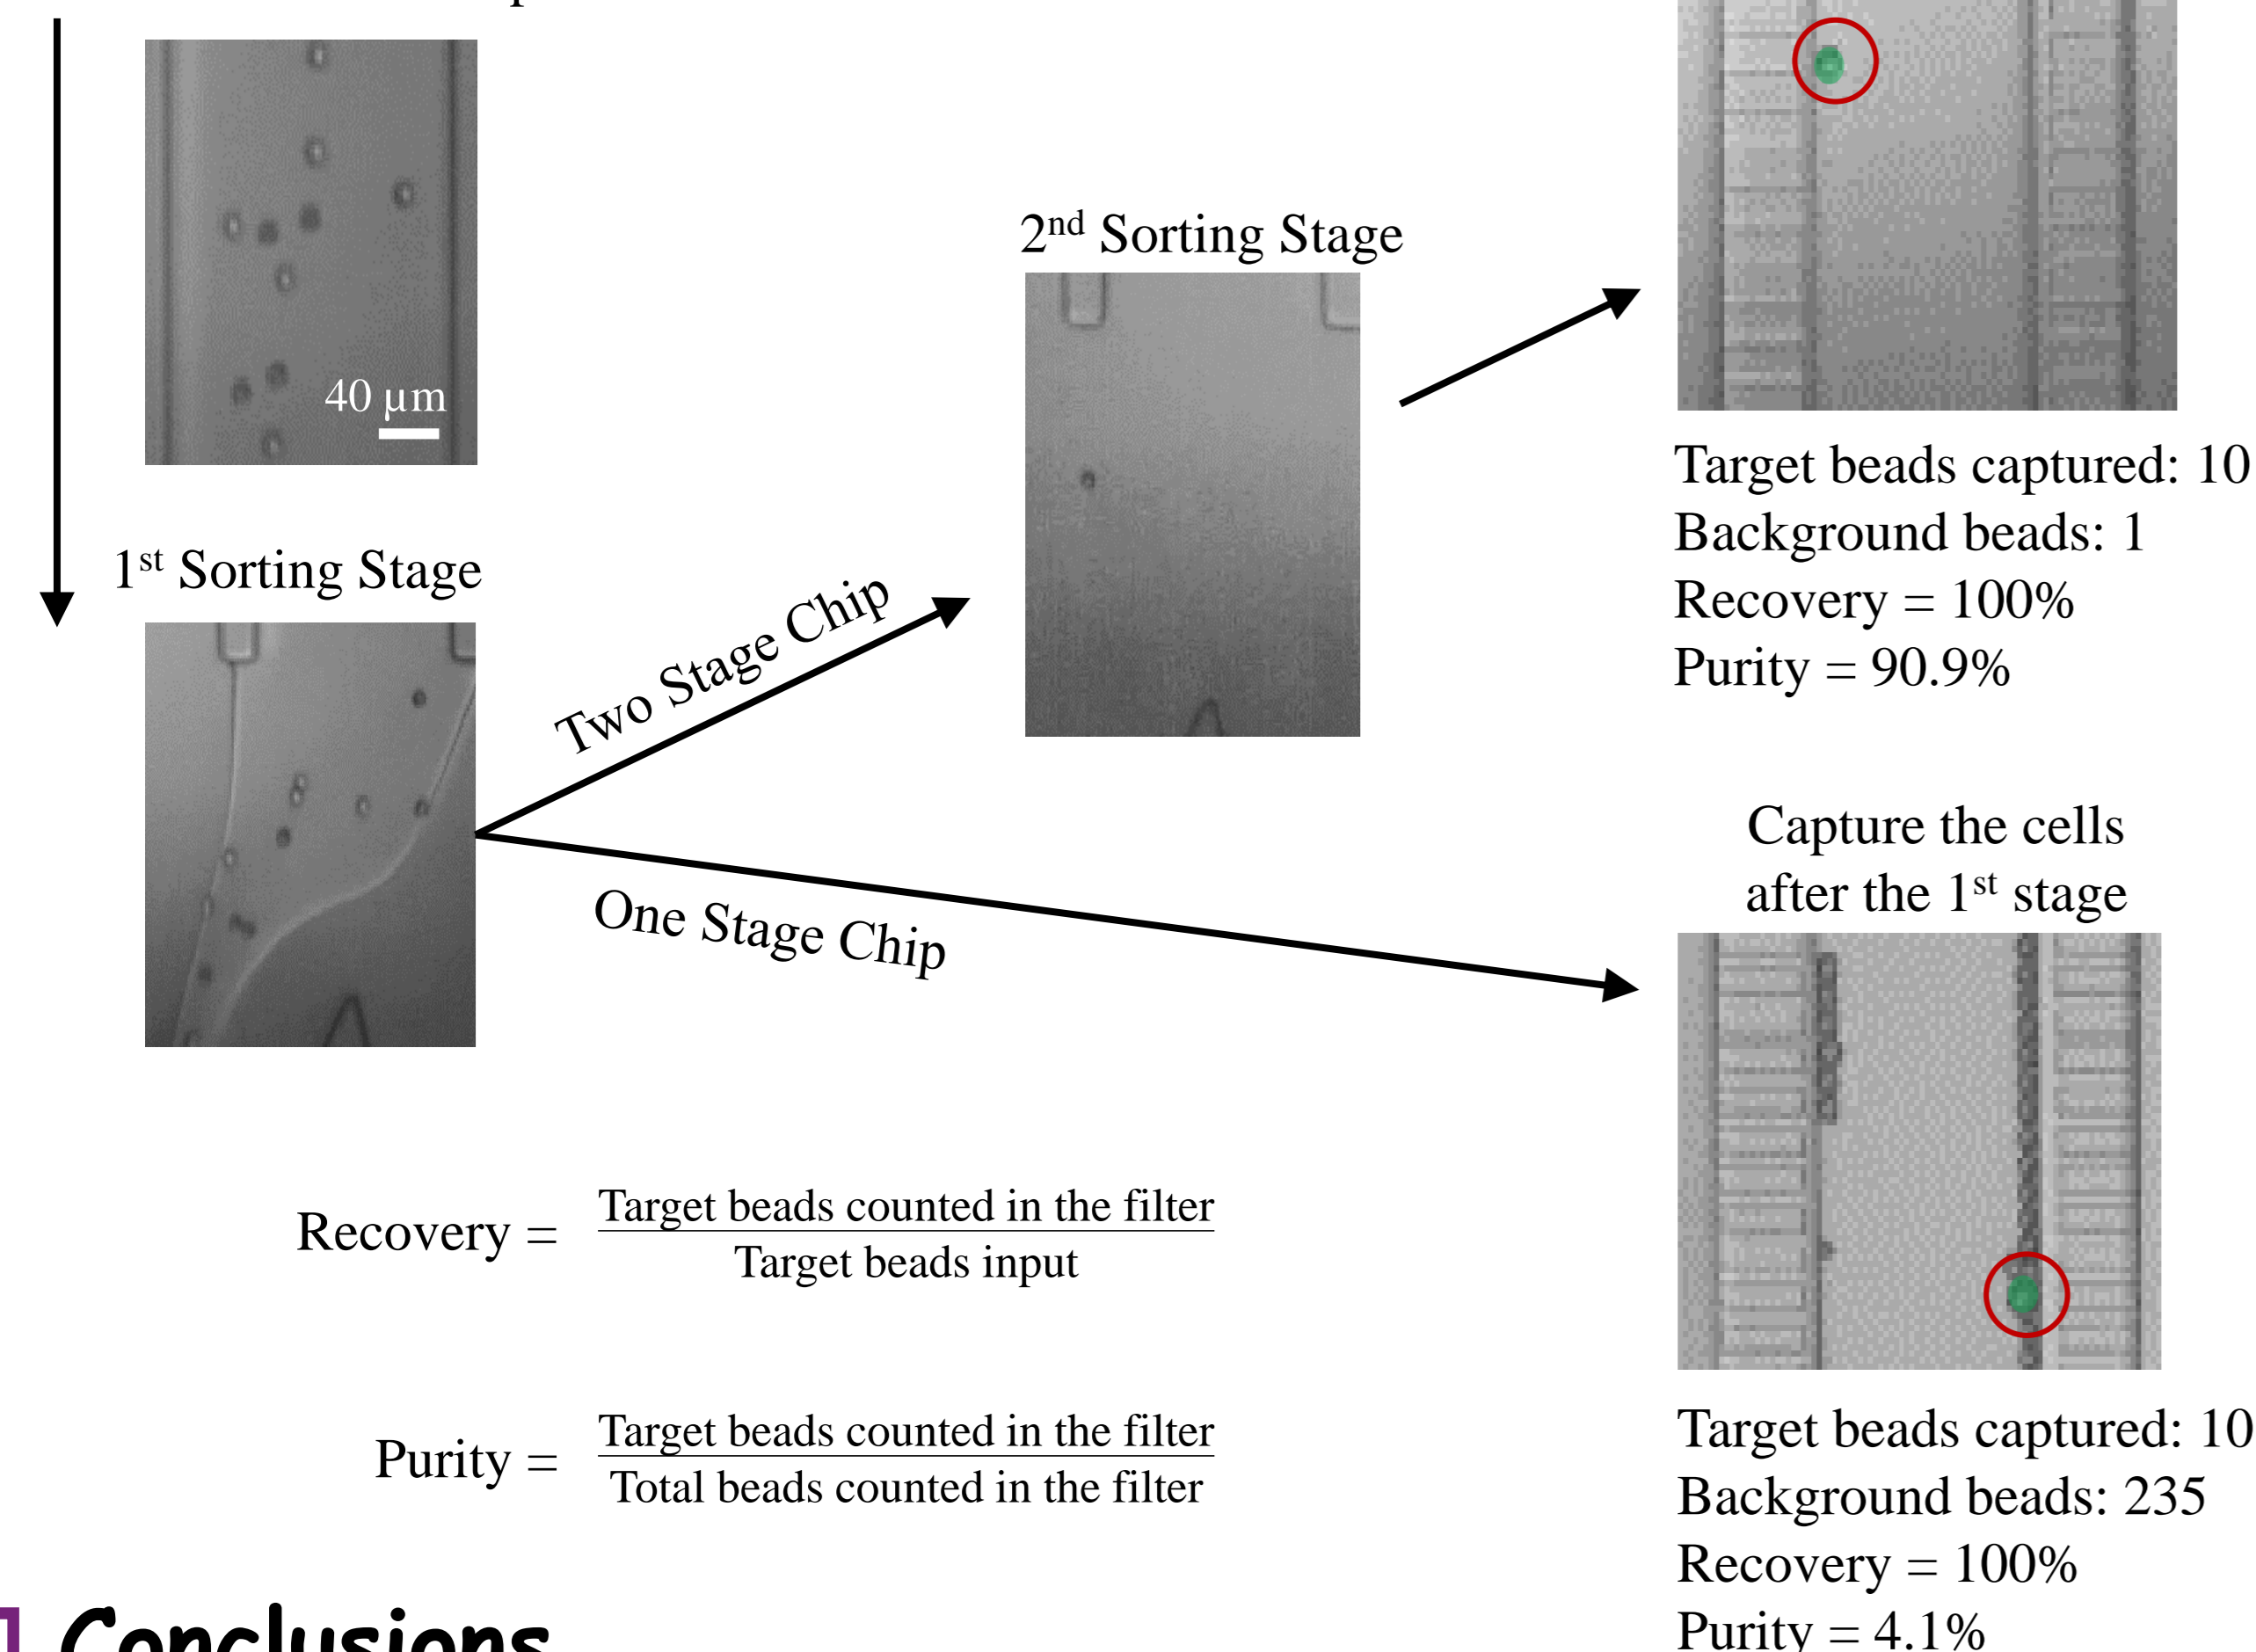 40 µm
1st Sorting Stage
Two Stage Chip
One Stage Chip
2nd Sorting Stage
Target beads captured: 10
Background beads: 1
Recovery = 100%
Purity = 90.9%
Capture the cells
after the 1st stage
Target beads captured: 10
Background beads: 235
Recovery = 100%
Purity = 4.1%
Recovery = Target beads counted in the filter
Target beads input
Purity = Target beads counted in the filter
Total beads counted in the filter
Conclusions